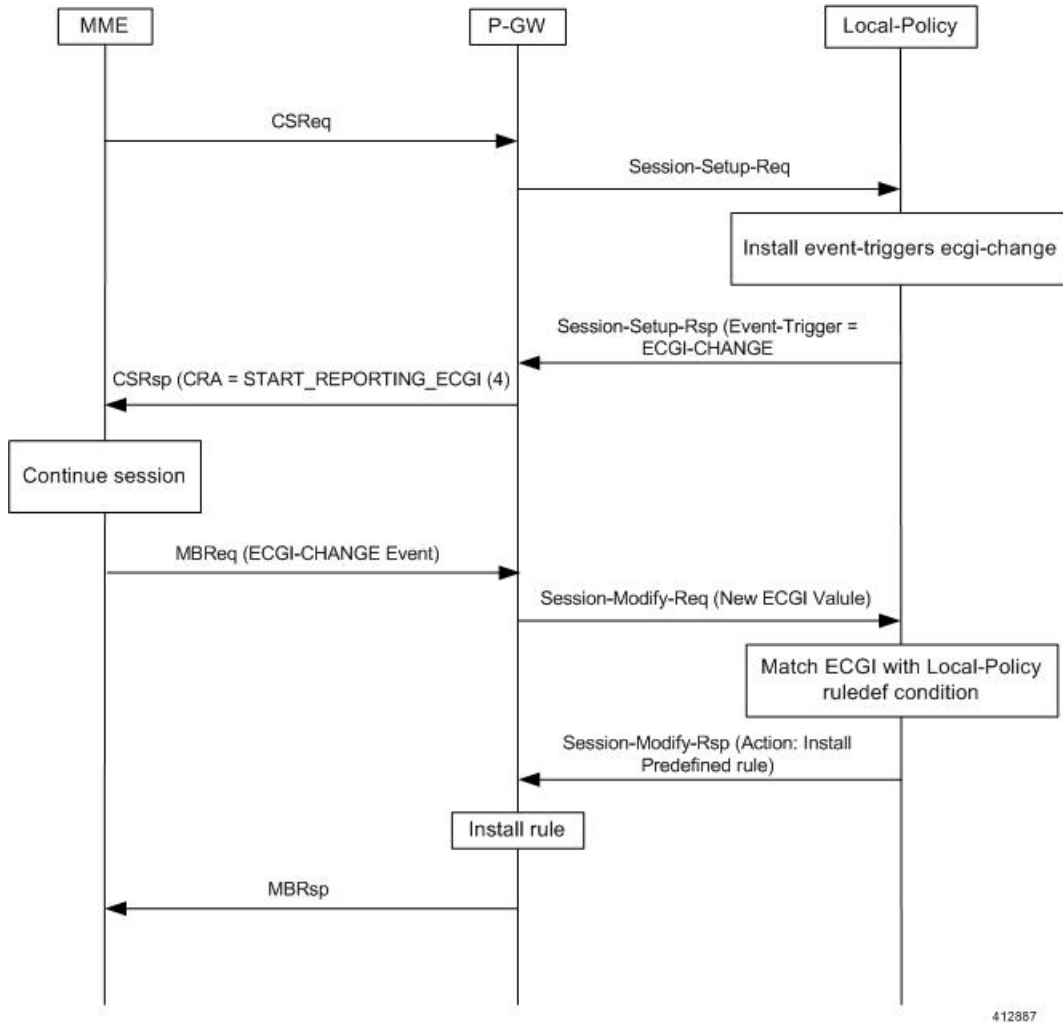 MME
P-GW
Local-Policy
CSReq
Session-Setup-Req
Install event-triggers ecgi-change
Session-Setup-Rsp (Event-Trigger =
ECGI-CHANGE
CSRsp (CRA = START_REPORTING_ECGI (4)
Continue session
MBReq (ECGI-CHANGE Event)
Session-Modify-Req (New ECGI Valule)
Match ECGI with Local-Policy
ruledef condition
Session-Modify-Rsp (Action: Install
Predefined rule)
Install rule
MBRsp
412887